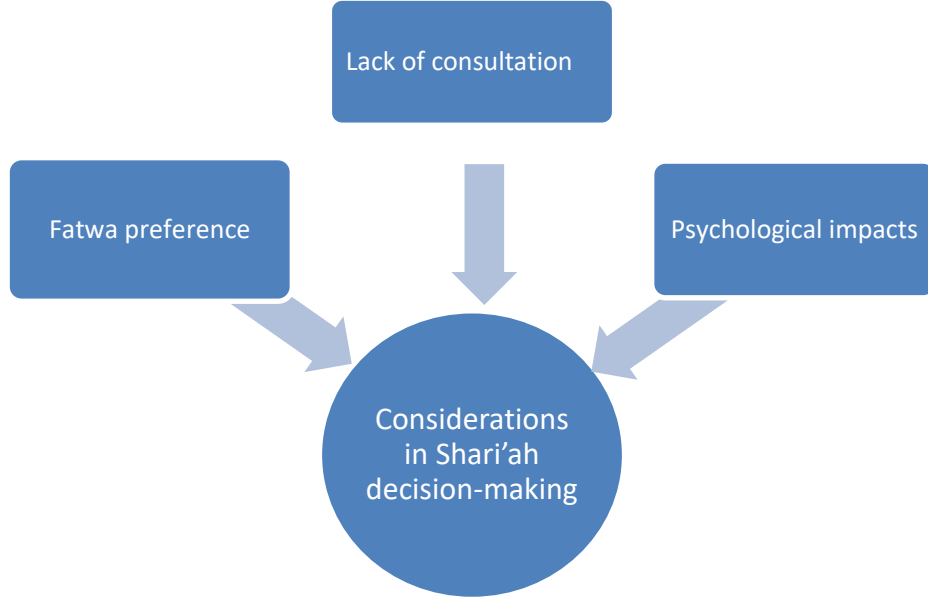 Lack of consultation
Fatwa preference
Psychological impacts
Considerations
in Shari’ah
decision-making